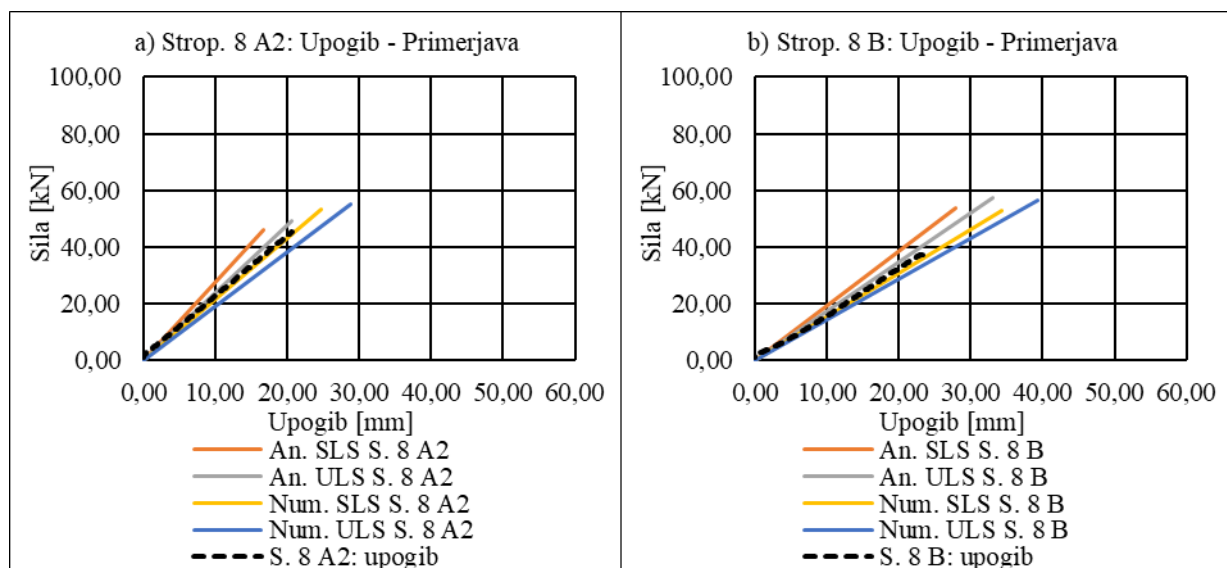 a) Strop. 8 A2: Upogib - Primerjava
100,00
80,00
60,00
40,00
20,00
0,00
Sila [kN]
0,00 10,00 20,00 30,00 40,00 50,00 60,00
Upogib [mm]
An. SLS S. 8 A2
An. ULS S. 8 A2
Num. SLS S. 8 A2
Num. ULS S. 8 A2
S. 8 A2: upogib
b) Strop. 8 B: Upogib - Primerjava
100,00
80,00
60,00
40,00
20,00
0,00
Sila [kN]
0,00 10,00 20,00 30,00 40,00 50,00 60,00
Upogib [mm]
An. SLS S. 8 B
An. ULS S. 8 B
Num. SLS S. 8 B
Num. ULS S. 8 B
S. 8 B: upogib